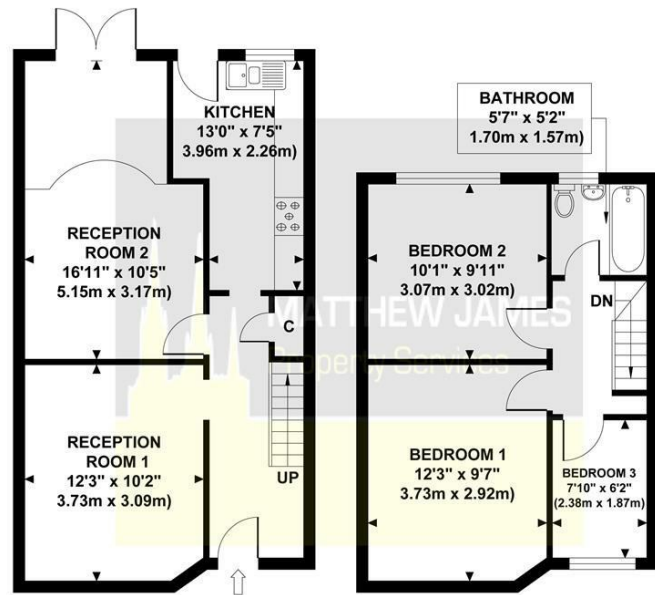 KITCHEN
13'0" x 7'5"
3.96m x 2.26m)
RECEPTION
ROOM 2
16'11" x 10'5"
5.15m x 3.17m)
C
RECEPTION
ROOM 1
12'3" x 10'2"
3.73m x 3.09m)
UP
BATHROOM
5'7" x 5'2"
1.70m x 1.57m)
BEDROOM 2
10'1" x 9'11"
3.07m x 3.02m)
DN
BEDROOM 1
12'3" x 9'7"
3.73m x 2.92m)
BEDROOM 3
7'10" x 6'2"
(2.38m x 1.87m)
MATTHEW JAMES
Property Services